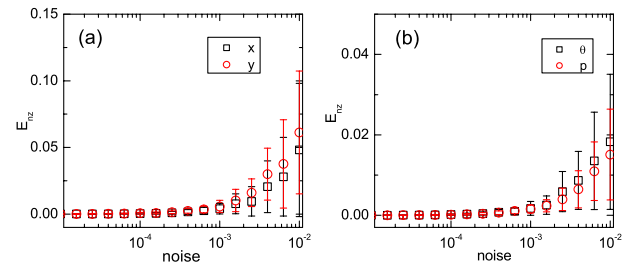 0.15
(a)
x
y
0.10
E_nz
0.05
0.00
10^-4
10^-3
10^-2
noise
(b)
0.04
θ
p
E_nz
0.02
0.00
10^-4
10^-3
10^-2
noise